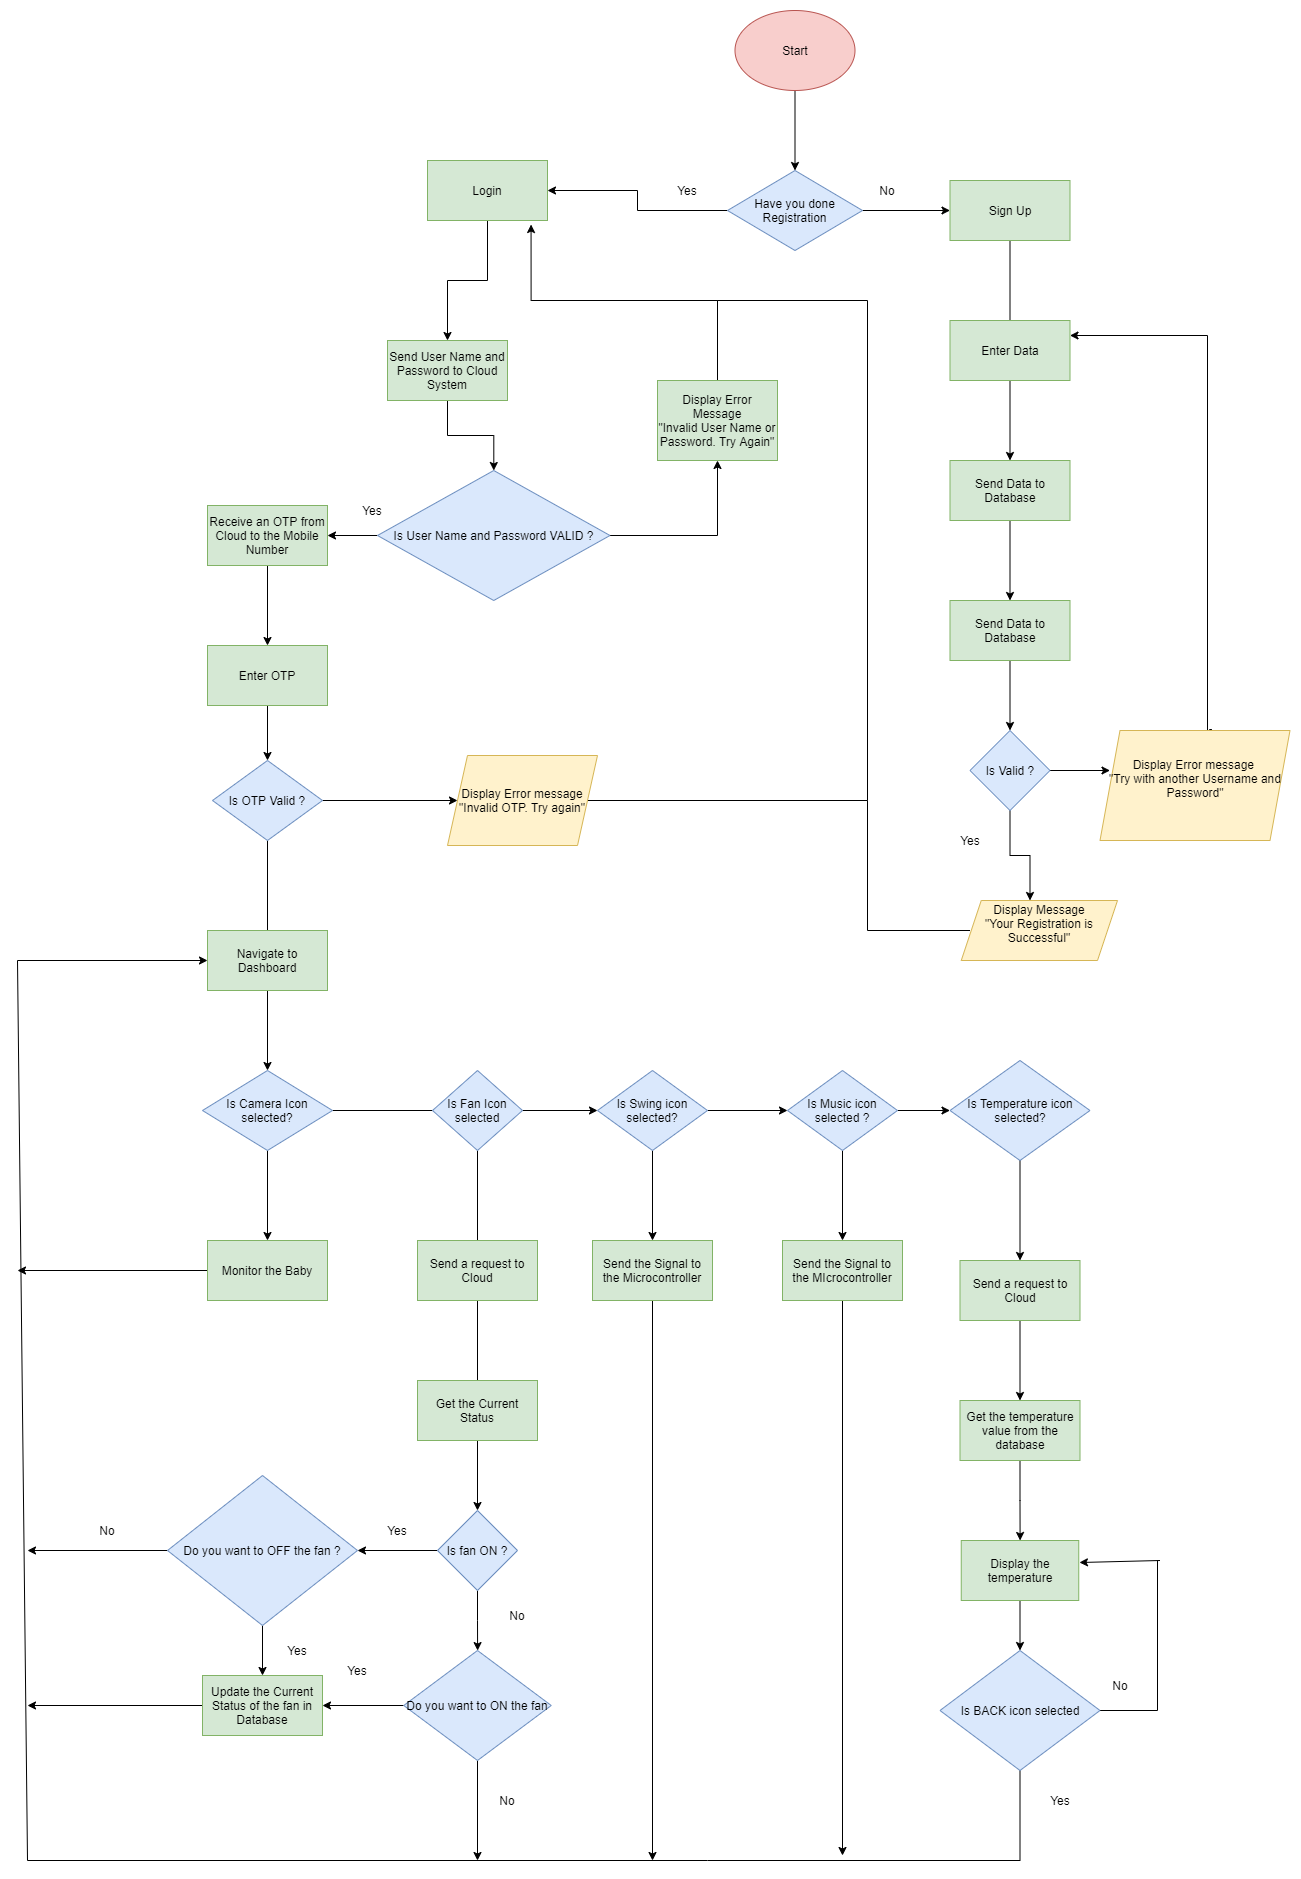 Start
Have you done
Registration
Yes
No
Login
Sign Up
Enter Data
Send User Name and
Password to Cloud
System
Display Error
Message
"Invalid User Name or
Password. Try Again"
Send Data to
Database
Yes
Receive an OTP from
Cloud to the Mobile
Number
Is User Name and Password VALID ?
Send Data to
Database
Enter OTP
Is Valid ?
Display Error message
"Try with another Username and
Password"
Is OTP Valid ?
Display Error message
"Invalid OTP. Try again"
Yes
Display Message
"Your Registration is
Successful"
Navigate to
Dashboard
Is Camera Icon
selected?
Is Fan Icon
selected
Is Swing icon
selected?
Is Music icon
selected ?
Is Temperature icon
selected?
Monitor the Baby
Send a request to
Cloud
Send the Signal to
the Microcontroller
Send the Signal to
the MIcrocontroller
Send a request to
Cloud
Get the Current
Status
Get the temperature
value from the
database
No
Do you want to OFF the fan ?
Yes
Is fan ON ?
Display the
temperature
No
Yes
Yes
Update the Current
Status of the fan in
Database
Do you want to ON the fan
Is BACK icon selected
No
No
Yes